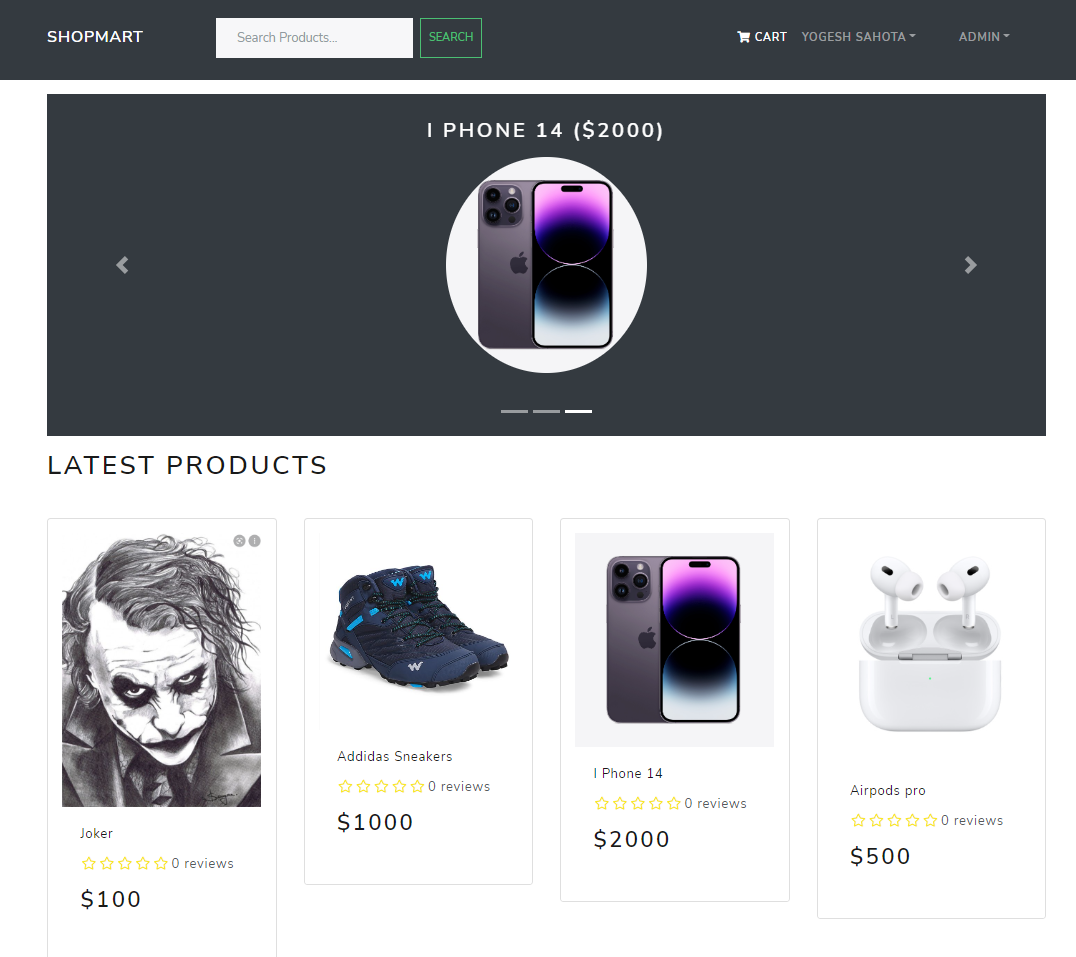 SHOPMART
Search Products...
SEARCH
CART
YOGESH SAHOTA
ADMIN
I PHONE 14 ($2000)
LATEST PRODUCTS
Joker
0 reviews
$100
Addidas Sneakers
0 reviews
$1000
I Phone 14
0 reviews
$2000
Airpods pro
0 reviews
$500